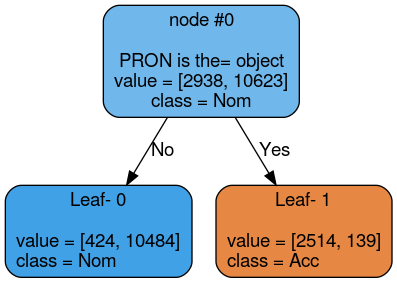 node #0
PRON is the= object
value = [2938, 10623]
class = Nom
No
Yes
Leaf- 0
value = [424, 10484]
class = Nom
Leaf- 1
value = [2514, 139]
class = Acc